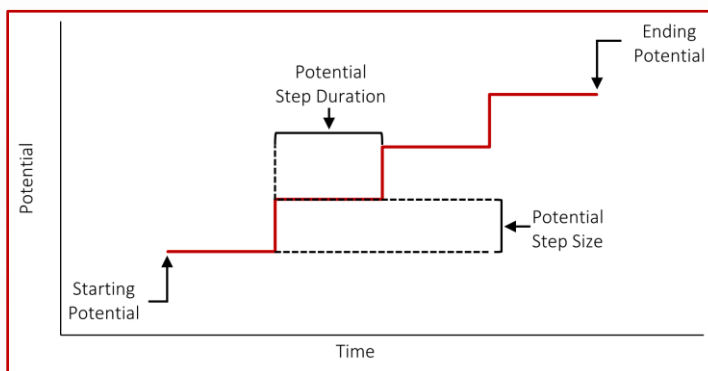 Ending
Potential
Potential
Step Duration
Potential
Potential
Step Size
Starting
Potential
Time